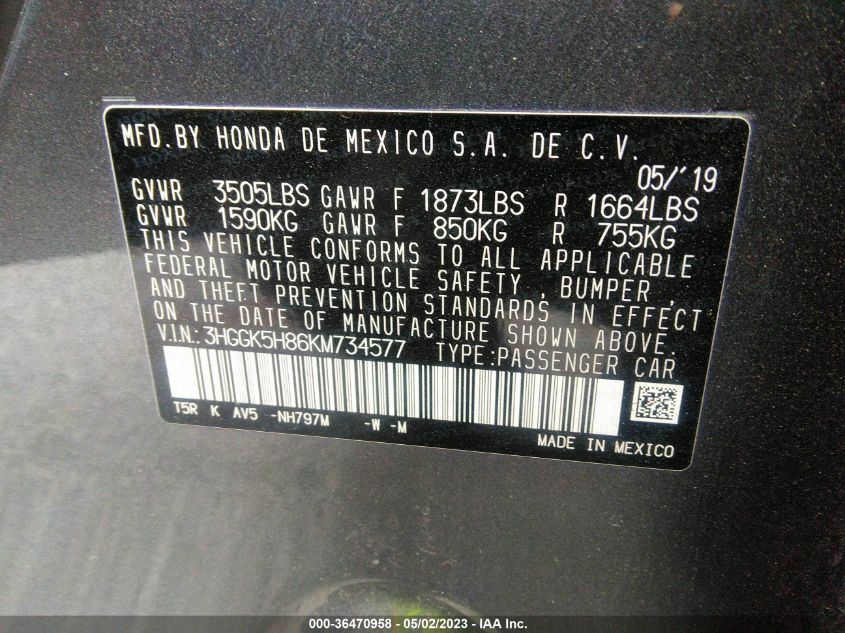 MFD.BY HONDA DE MEXICO S.A. DE C.V.
05/'19
GVWR 3505LBS GAWR F 1873LBS R 1664LBS
GVWR 1590KG GAWR F 850KG R 755KG
THIS VEHICLE CONFORMS TO ALL APPLICABLE
FEDERAL MOTOR VEHICLE SAFETY , BUMPER ,
AND THEFT PREVENTION STANDARDS IN EFFECT
ON THE DATE OF MANUFACTURE SHOWN ABOVE.
V.I.N.: 3HGGK5H86KM734577 TYPE:PASSENGER CAR
T5R K AV5 -NH797M -W -M
MADE IN MEXICO
000-36470958 - 05/02/2023 - IAA Inc.